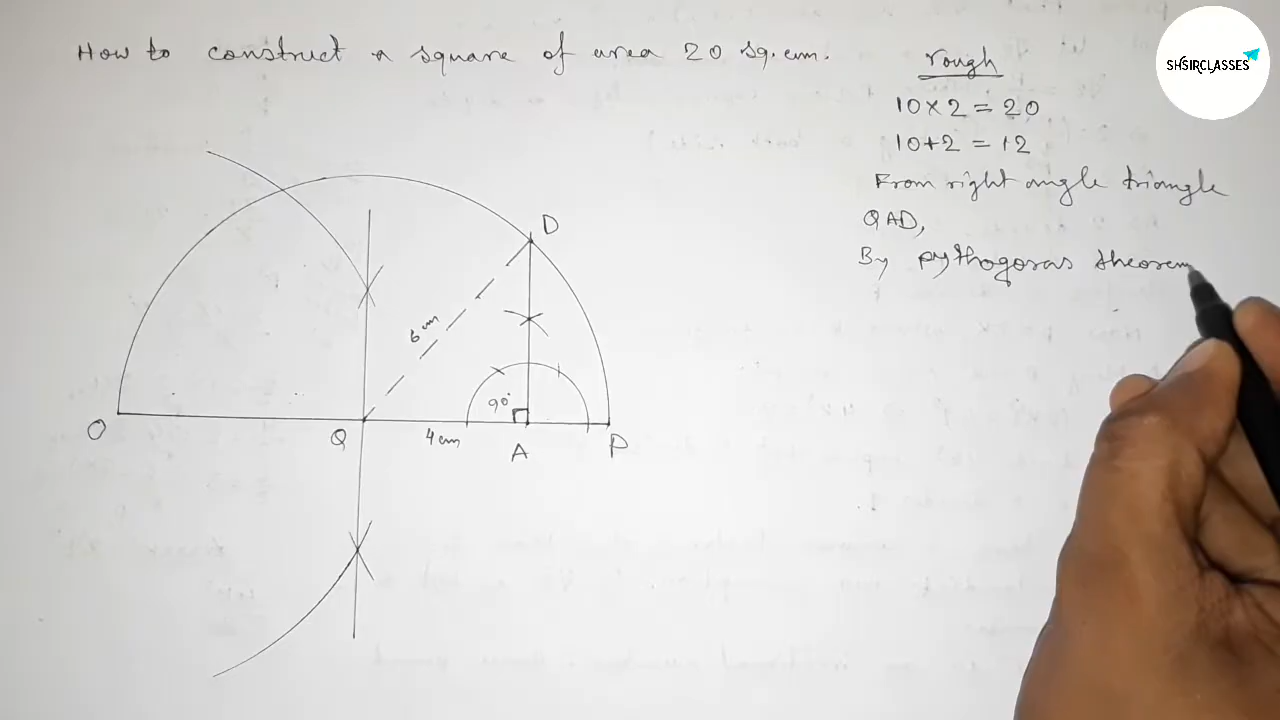 How to construct a square of area 20 sq.cm.
SHSIRCLASSES
rough
10×2 = 20
10+2 = 12
From right angle triangle
QAD,
By pythogoras theorem
D
6 cm
90°
O
Q
4 cm
A
P